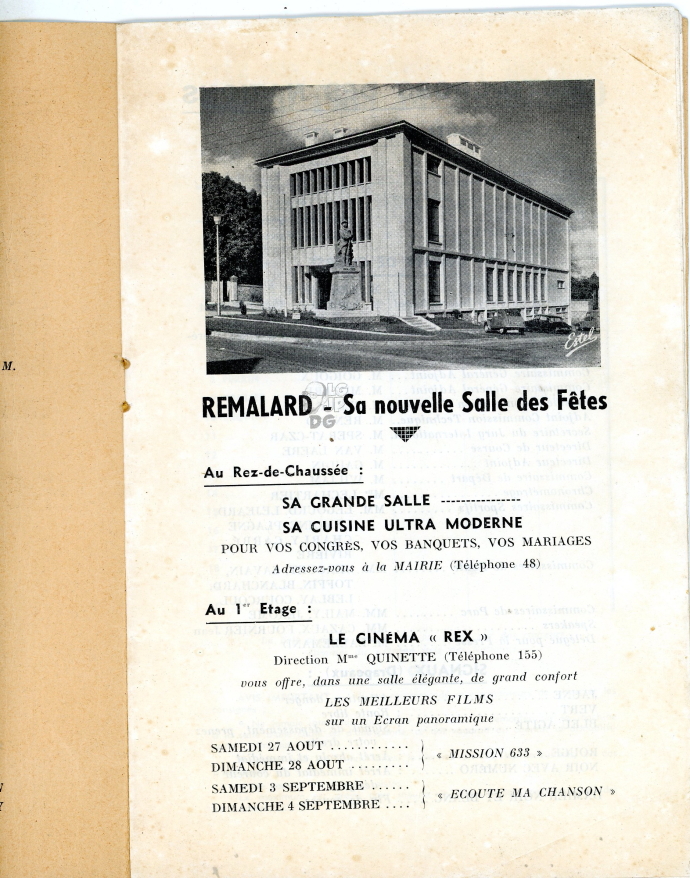 M.
Estel
REMALARD - Sa nouvelle Salle des Fêtes
DG
Au Rez-de-Chaussée :
SA GRANDE SALLE ---------------
SA CUISINE ULTRA MODERNE
POUR VOS CONGRÈS, VOS BANQUETS, VOS MARIAGES
Adressez-vous à la MAIRIE (Téléphone 48)
Au 1er Etage :
LE CINÉMA « REX »
Direction Mme QUINETTE (Téléphone 155)
vous offre, dans une salle élégante, de grand confort
LES MEILLEURS FILMS
sur un Ecran panoramique
SAMEDI 27 AOUT ...........
DIMANCHE 28 AOUT ........
« MISSION 633 »
SAMEDI 3 SEPTEMBRE ......
DIMANCHE 4 SEPTEMBRE ....
« ECOUTE MA CHANSON »